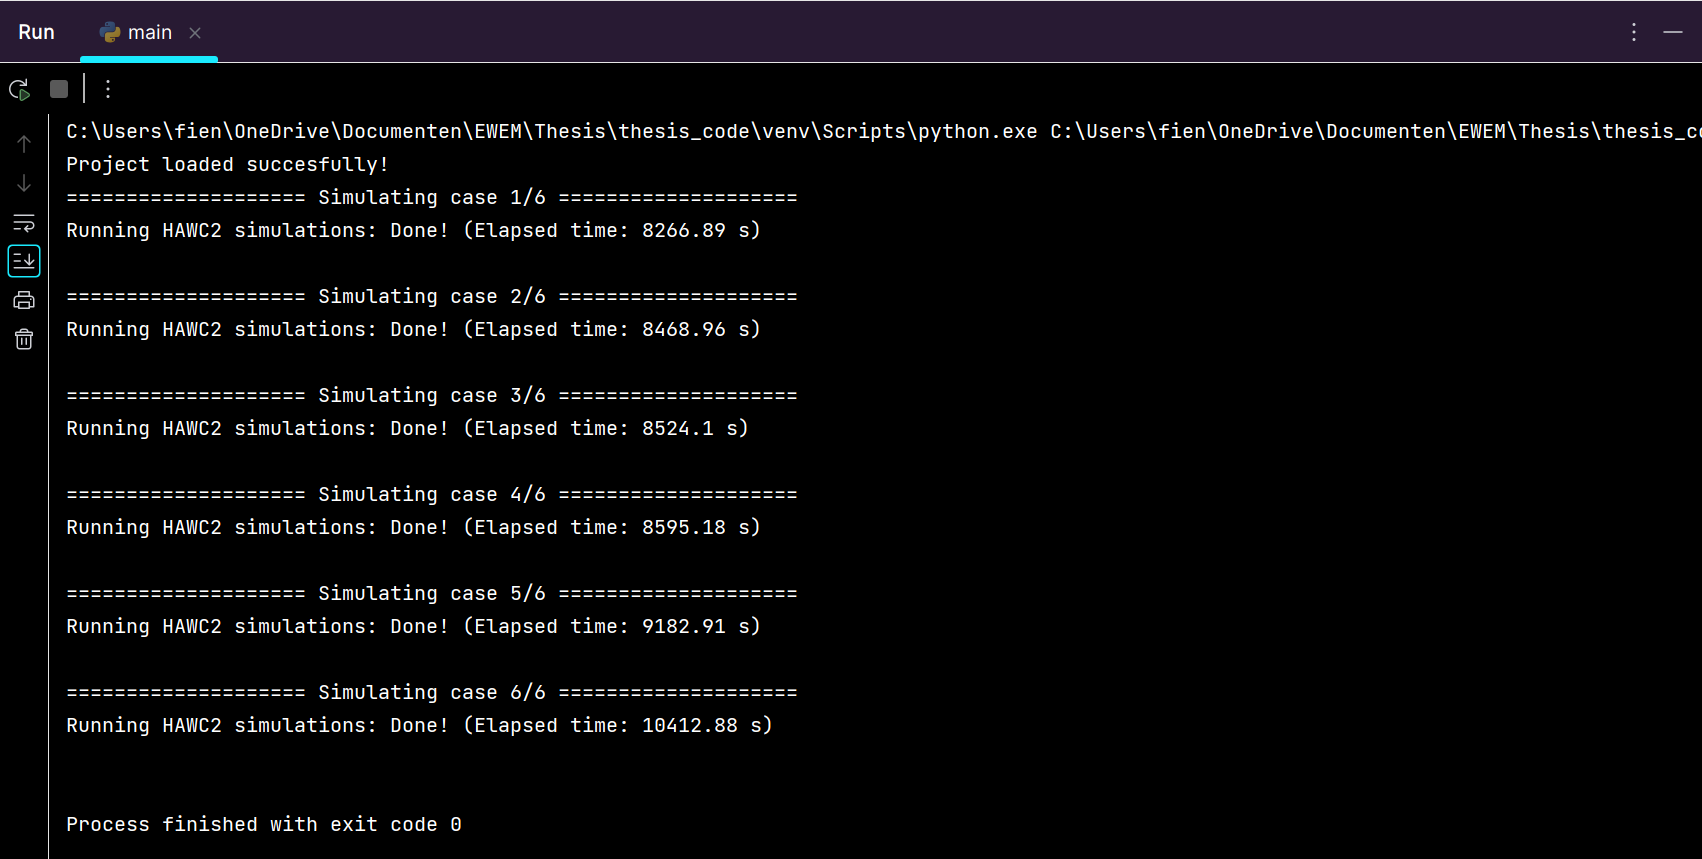 Run main
C:\Users\fien\OneDrive\Documenten\EWEM\Thesis\thesis_code\venv\Scripts\python.exe C:\Users\fien\OneDrive\Documenten\EWEM\Thesis\thesis_co
Project loaded succesfully!
==================== Simulating case 1/6 ====================
Running HAWC2 simulations: Done! (Elapsed time: 8266.89 s)
==================== Simulating case 2/6 ====================
Running HAWC2 simulations: Done! (Elapsed time: 8468.96 s)
==================== Simulating case 3/6 ====================
Running HAWC2 simulations: Done! (Elapsed time: 8524.1 s)
==================== Simulating case 4/6 ====================
Running HAWC2 simulations: Done! (Elapsed time: 8595.18 s)
==================== Simulating case 5/6 ====================
Running HAWC2 simulations: Done! (Elapsed time: 9182.91 s)
==================== Simulating case 6/6 ====================
Running HAWC2 simulations: Done! (Elapsed time: 10412.88 s)
Process finished with exit code 0